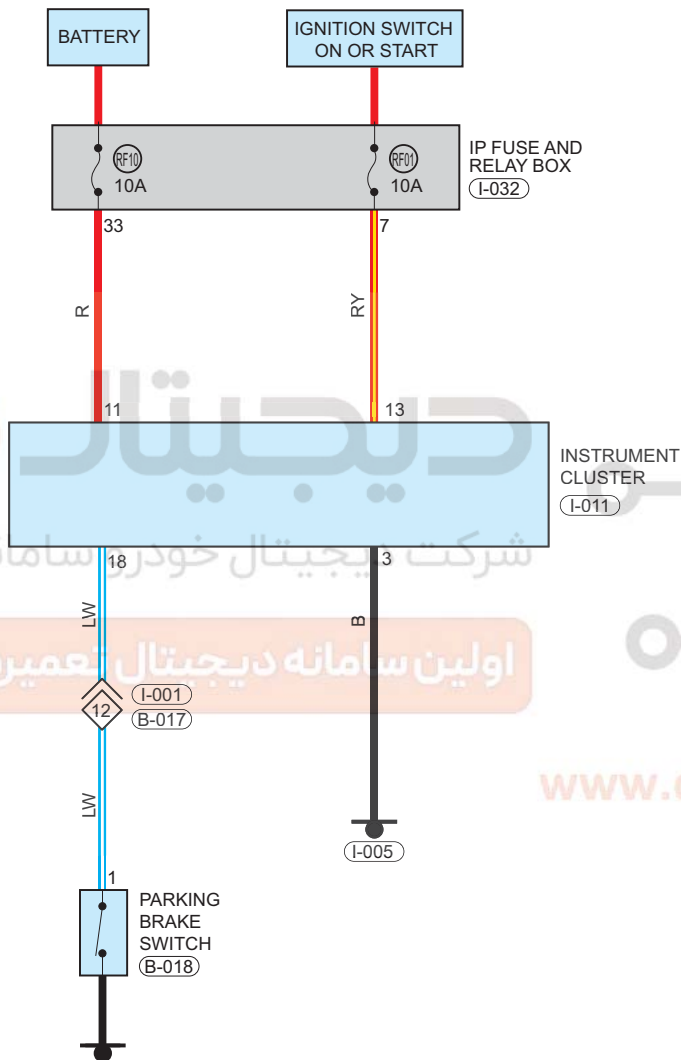 BATTERY
IGNITION SWITCH
ON OR START
RF10
10A
RF01
10A
IP FUSE AND
RELAY BOX
I-032
33
7
R
RY
11
13
دیجیتال
INSTRUMENT
CLUSTER
I-011
شرکت دیجیتال خودرو سامانه
18
3
LW
B
اولین سامانه دیجیتال تعمیر
12
I-001
B-017
www.
LW
I-005
1
PARKING
BRAKE
SWITCH
B-018